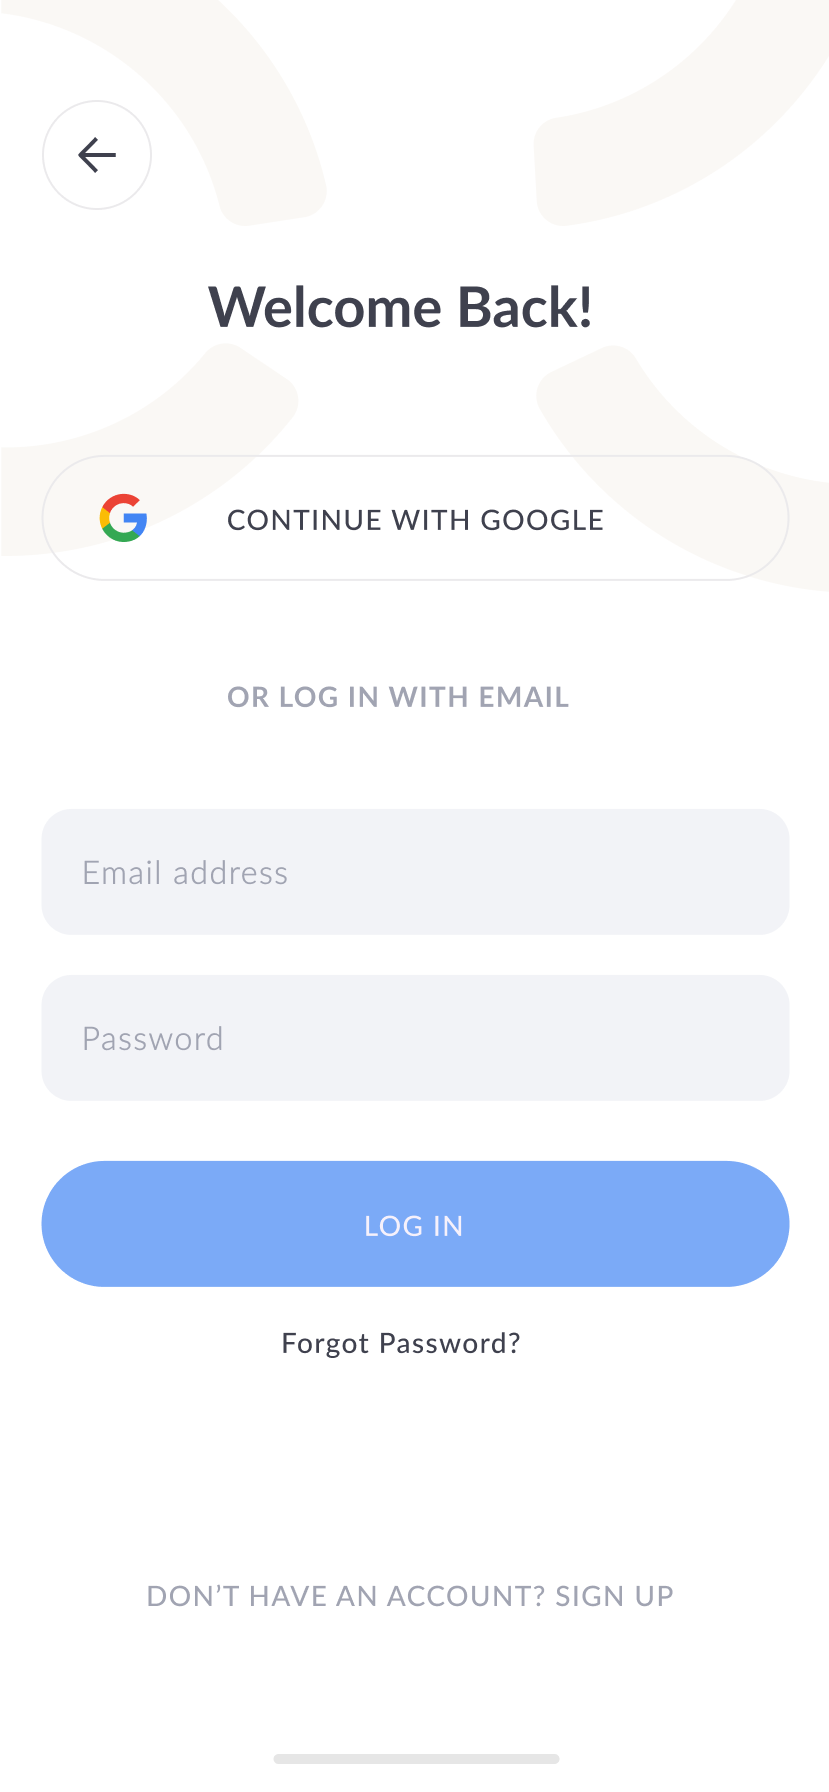 Welcome Back!
CONTINUE WITH GOOGLE
OR LOG IN WITH EMAIL
Email address
Password
LOG IN
Forgot Password?
DON’T HAVE AN ACCOUNT? SIGN UP